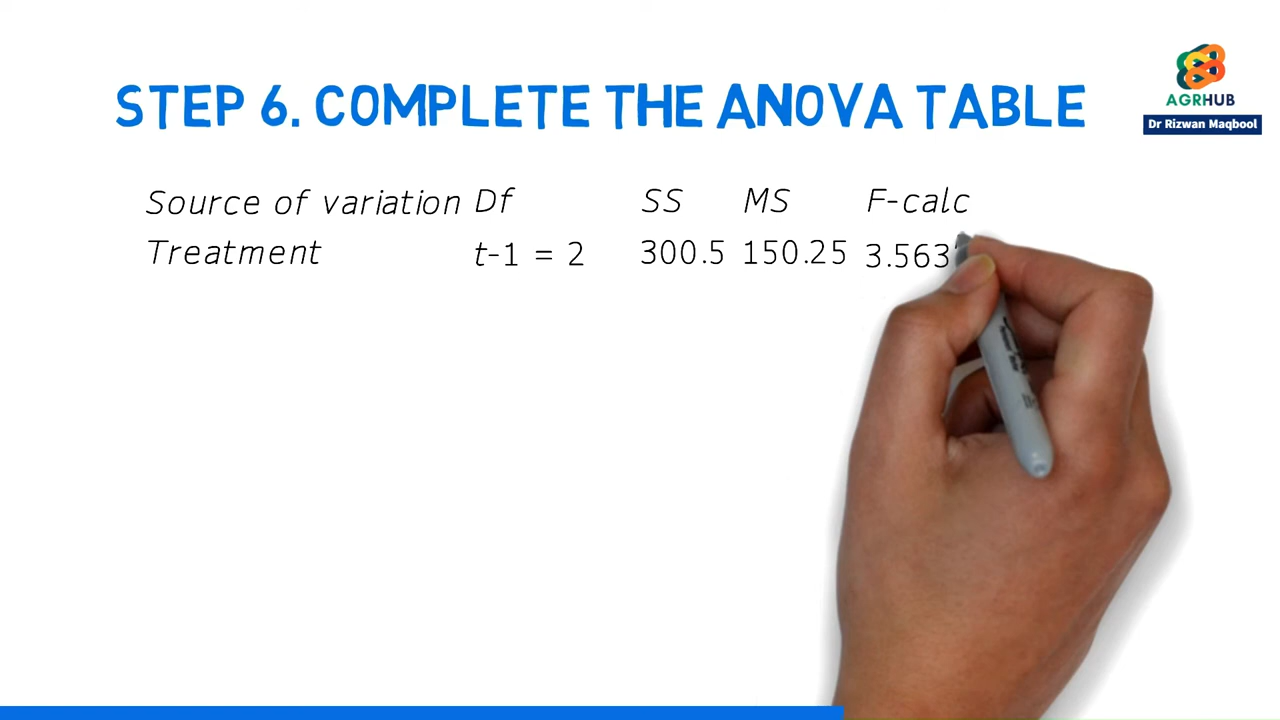 STEP 6. COMPLETE THE ANOVA TABLE
AGRHUB
Dr Rizwan Maqbool
Source of variation Df SS MS F-calc
Treatment t-1 = 2 300.5 150.25 3.563